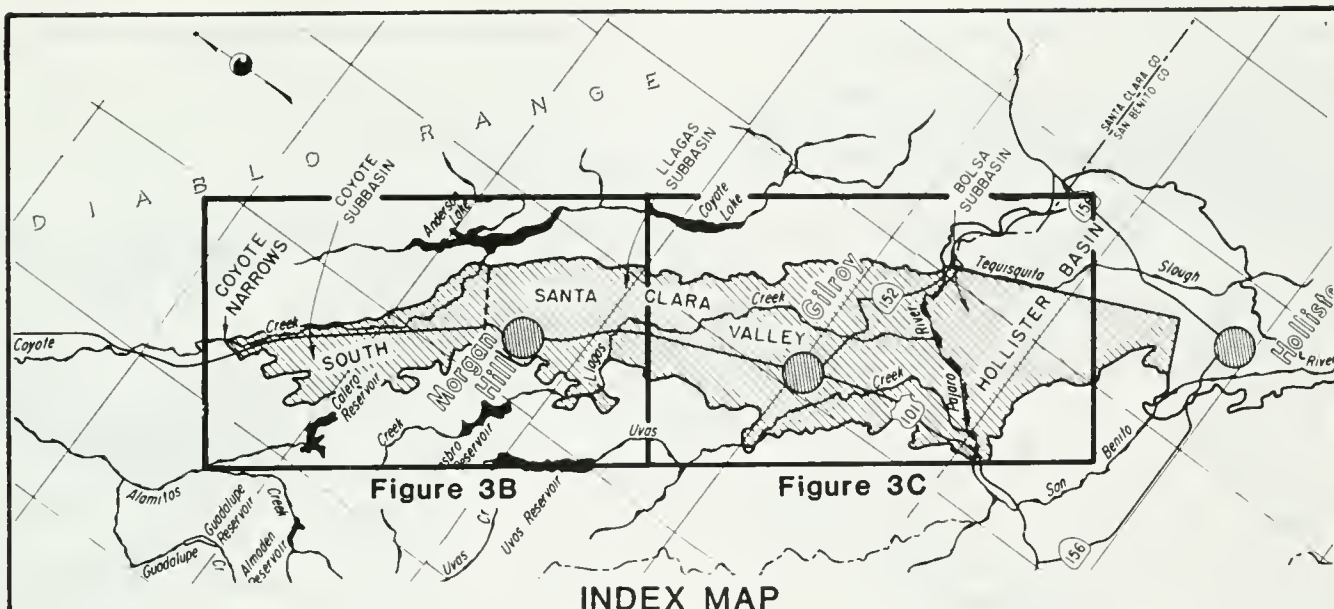 DIABLO RANGE
COYOTE NARROWS
COYOTE SUBBASIN
LLAGAS SUBBASIN
BOLSA SUBBASIN
SANTA CLARA CO
SAN BENITO CO
Anderson Lake
Coyote Lake
156
Tequisquita
Slough
Hollister
River
HOLLISTER BASIN
Coyote
Creek
SOUTH
SANTA
CLARA
VALLEY
Creek
Gilroy
152
River
Pajaro
Morgan Hill
Llagas
Calero Reservoir
Creek
Reservoir
Uvas
Creek
101
San
Benito
156
Figure 3B
Figure 3C
Alamitos
Guadalupe Reservoir
Creek
Guadalupe
Cr
Almaden Reservoir
Uvas
Cr
Uvas Reservoir
INDEX MAP